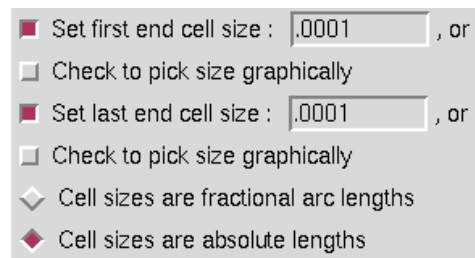 Set first end cell size : .0001 , or
Check to pick size graphically
Set last end cell size : .0001 , or
Check to pick size graphically
Cell sizes are fractional arc lengths
Cell sizes are absolute lengths